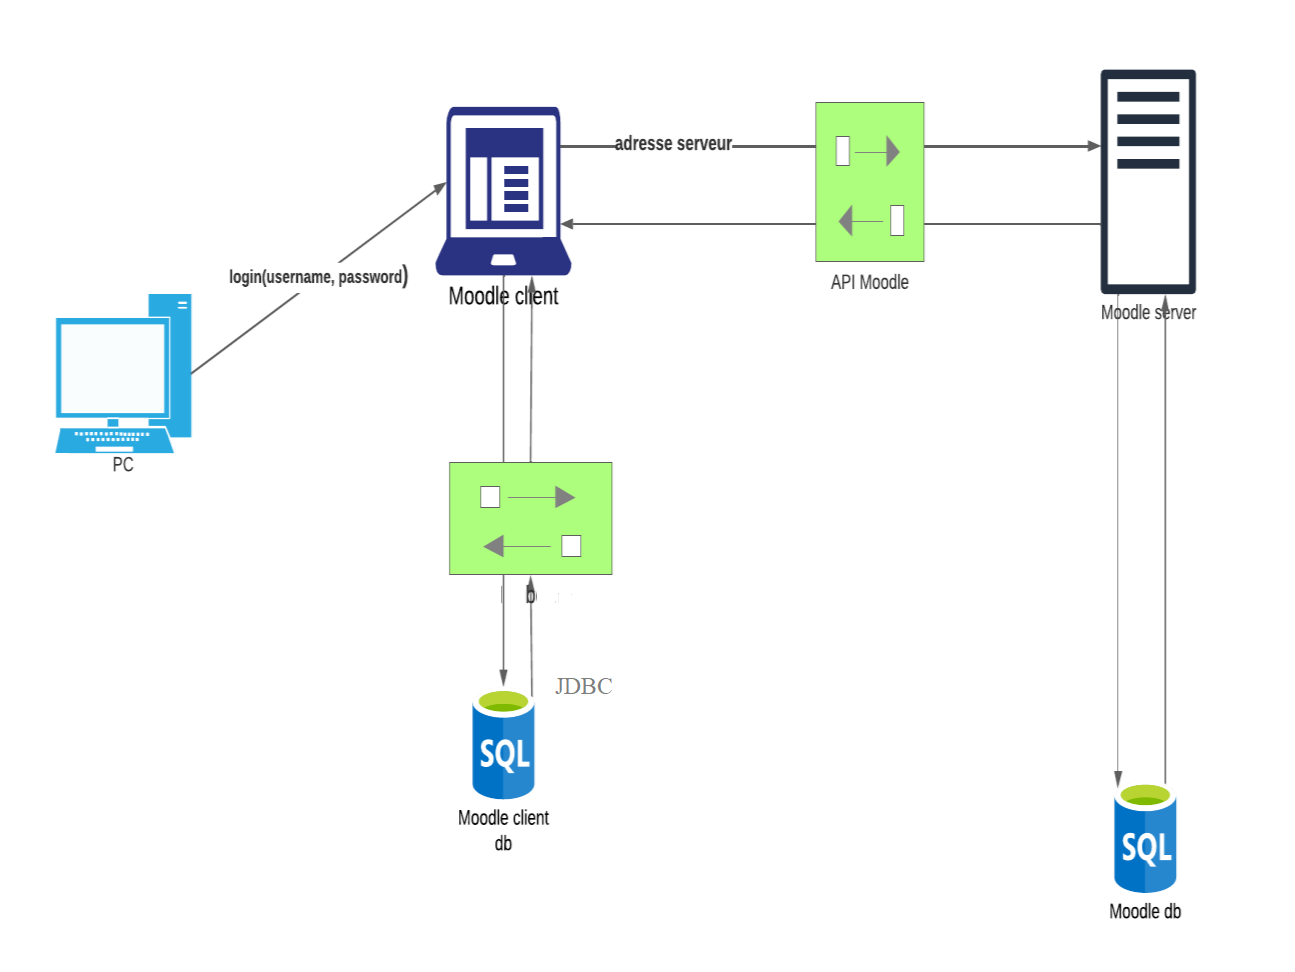 adresse serveur
API Moodle
Moodle client
Moodle server
login(username, password)
PC
JDBC
SQL
Moodle client
db
SQL
Moodle db